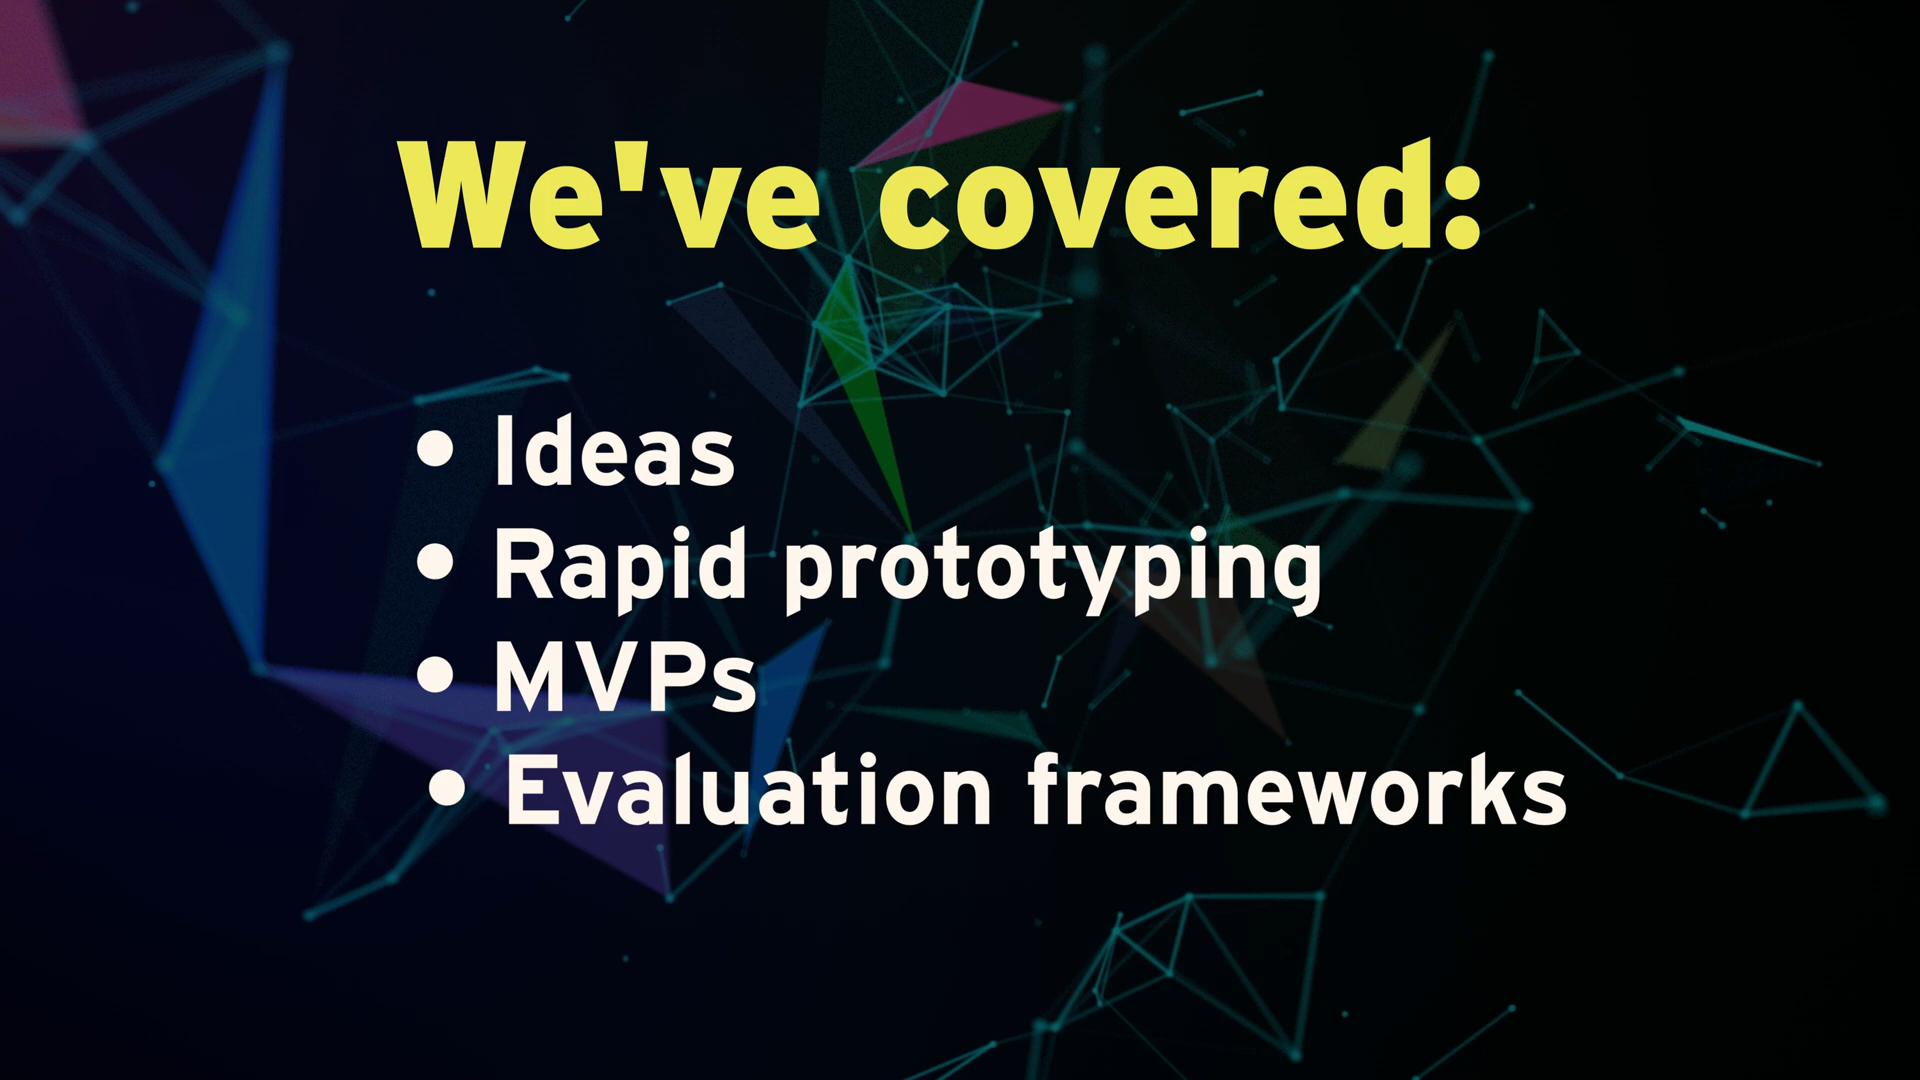 We've covered:
• Ideas
• Rapid prototyping
• MVPs
• Evaluation frameworks